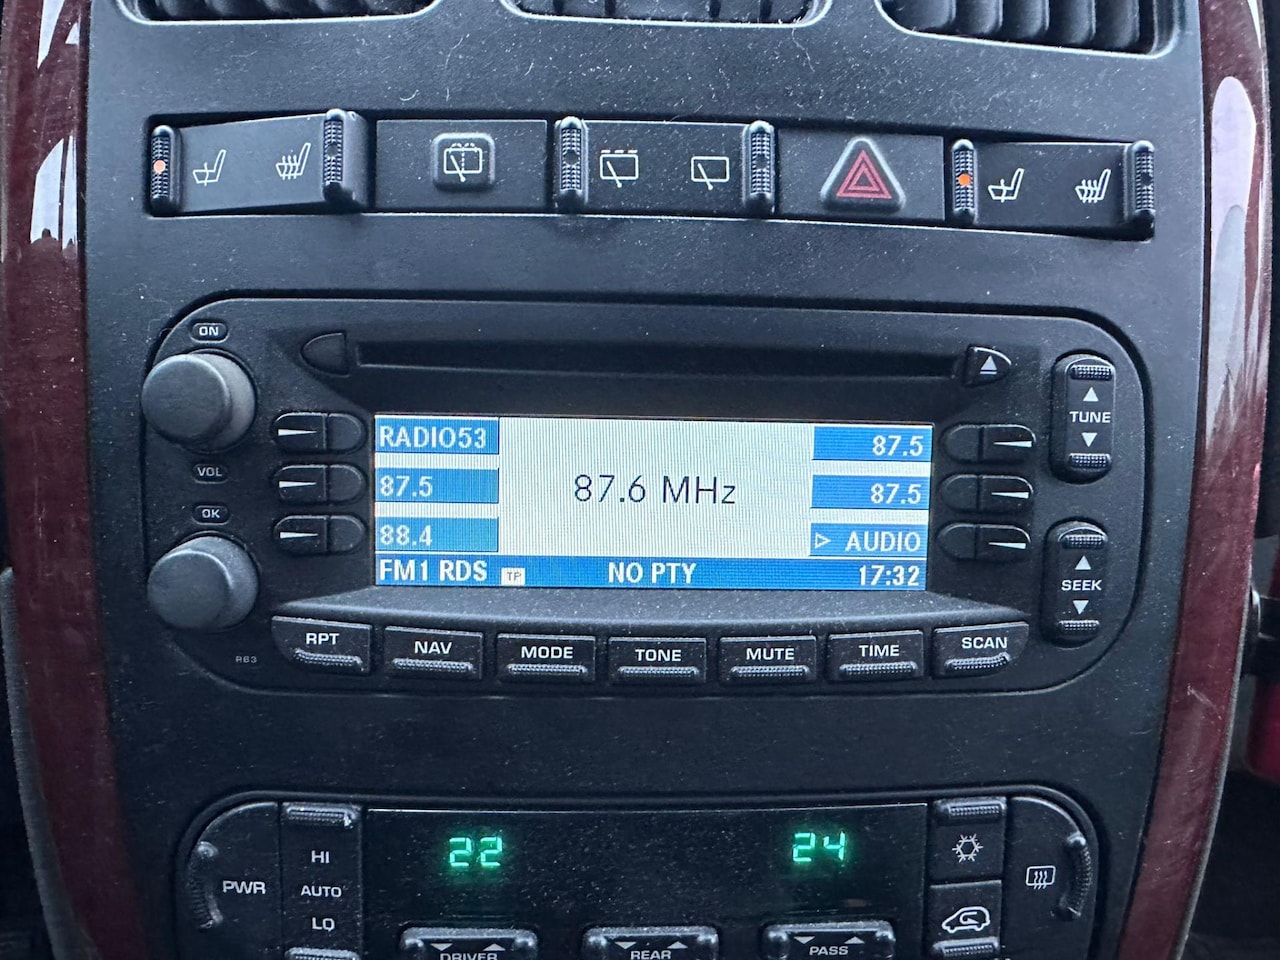 ON
VOL
OK
RADIO53
87.5
88.4
87.6 MHz
87.5
87.5
AUDIO
FM1 RDS TP NO PTY 17:32
TUNE
SEEK
RB3
RPT NAV MODE TONE MUTE TIME SCAN
22 24
PWR
HI
AUTO
LO
DRIVER REAR PASS